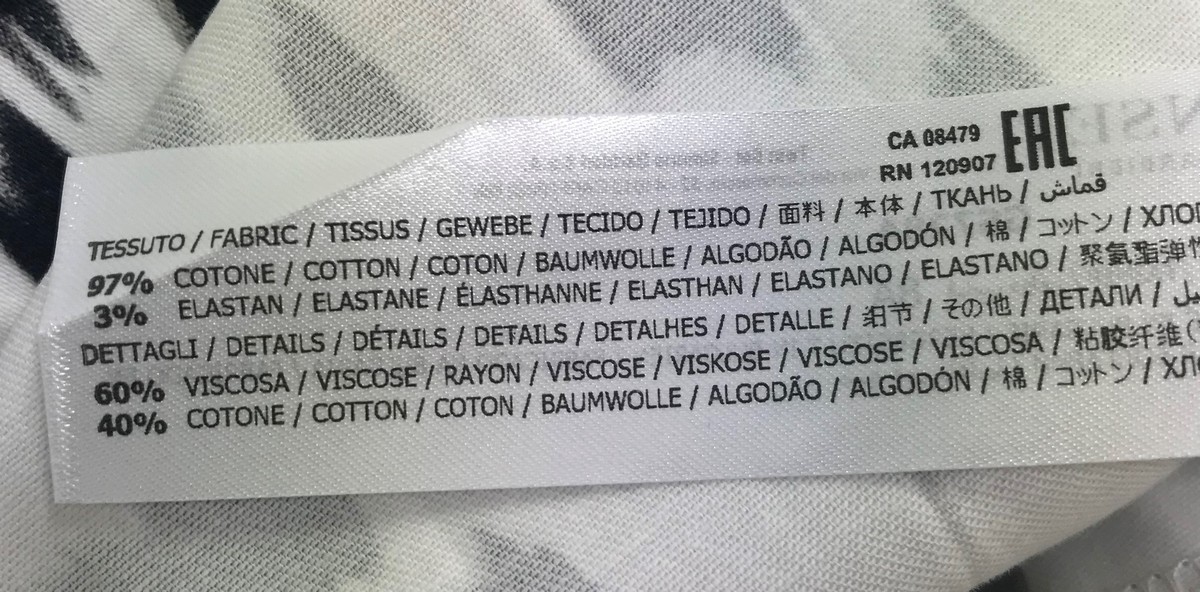 CA 08479
RN 120907 EAC
TESSUTO / FABRIC / TISSUS / GEWEBE / TECIDO / TEJIDO / 面料 / 本体 / ТКАНЬ / قماش
97% COTONE / COTTON / COTON / BAUMWOLLE / ALGODÃO / ALGODÓN / 棉 / コットン /
3% ELASTAN / ELASTANE / ÉLASTHANNE / ELASTHAN / ELASTANO / ELASTANO / 聚氨酯弹性
DETTAGLI / DETAILS / DÉTAILS / DETAILS / DETALHES / DETALLE / 细节 / その他 / ДЕТАЛИ /
60% VISCOSA / VISCOSE / RAYON / VISCOSE / VISKOSE / VISCOSE / VISCOSA / 粘胶纤维(
40% COTONE / COTTON / COTON / BAUMWOLLE / ALGODÃO / ALGODÓN / 棉 / コットン /